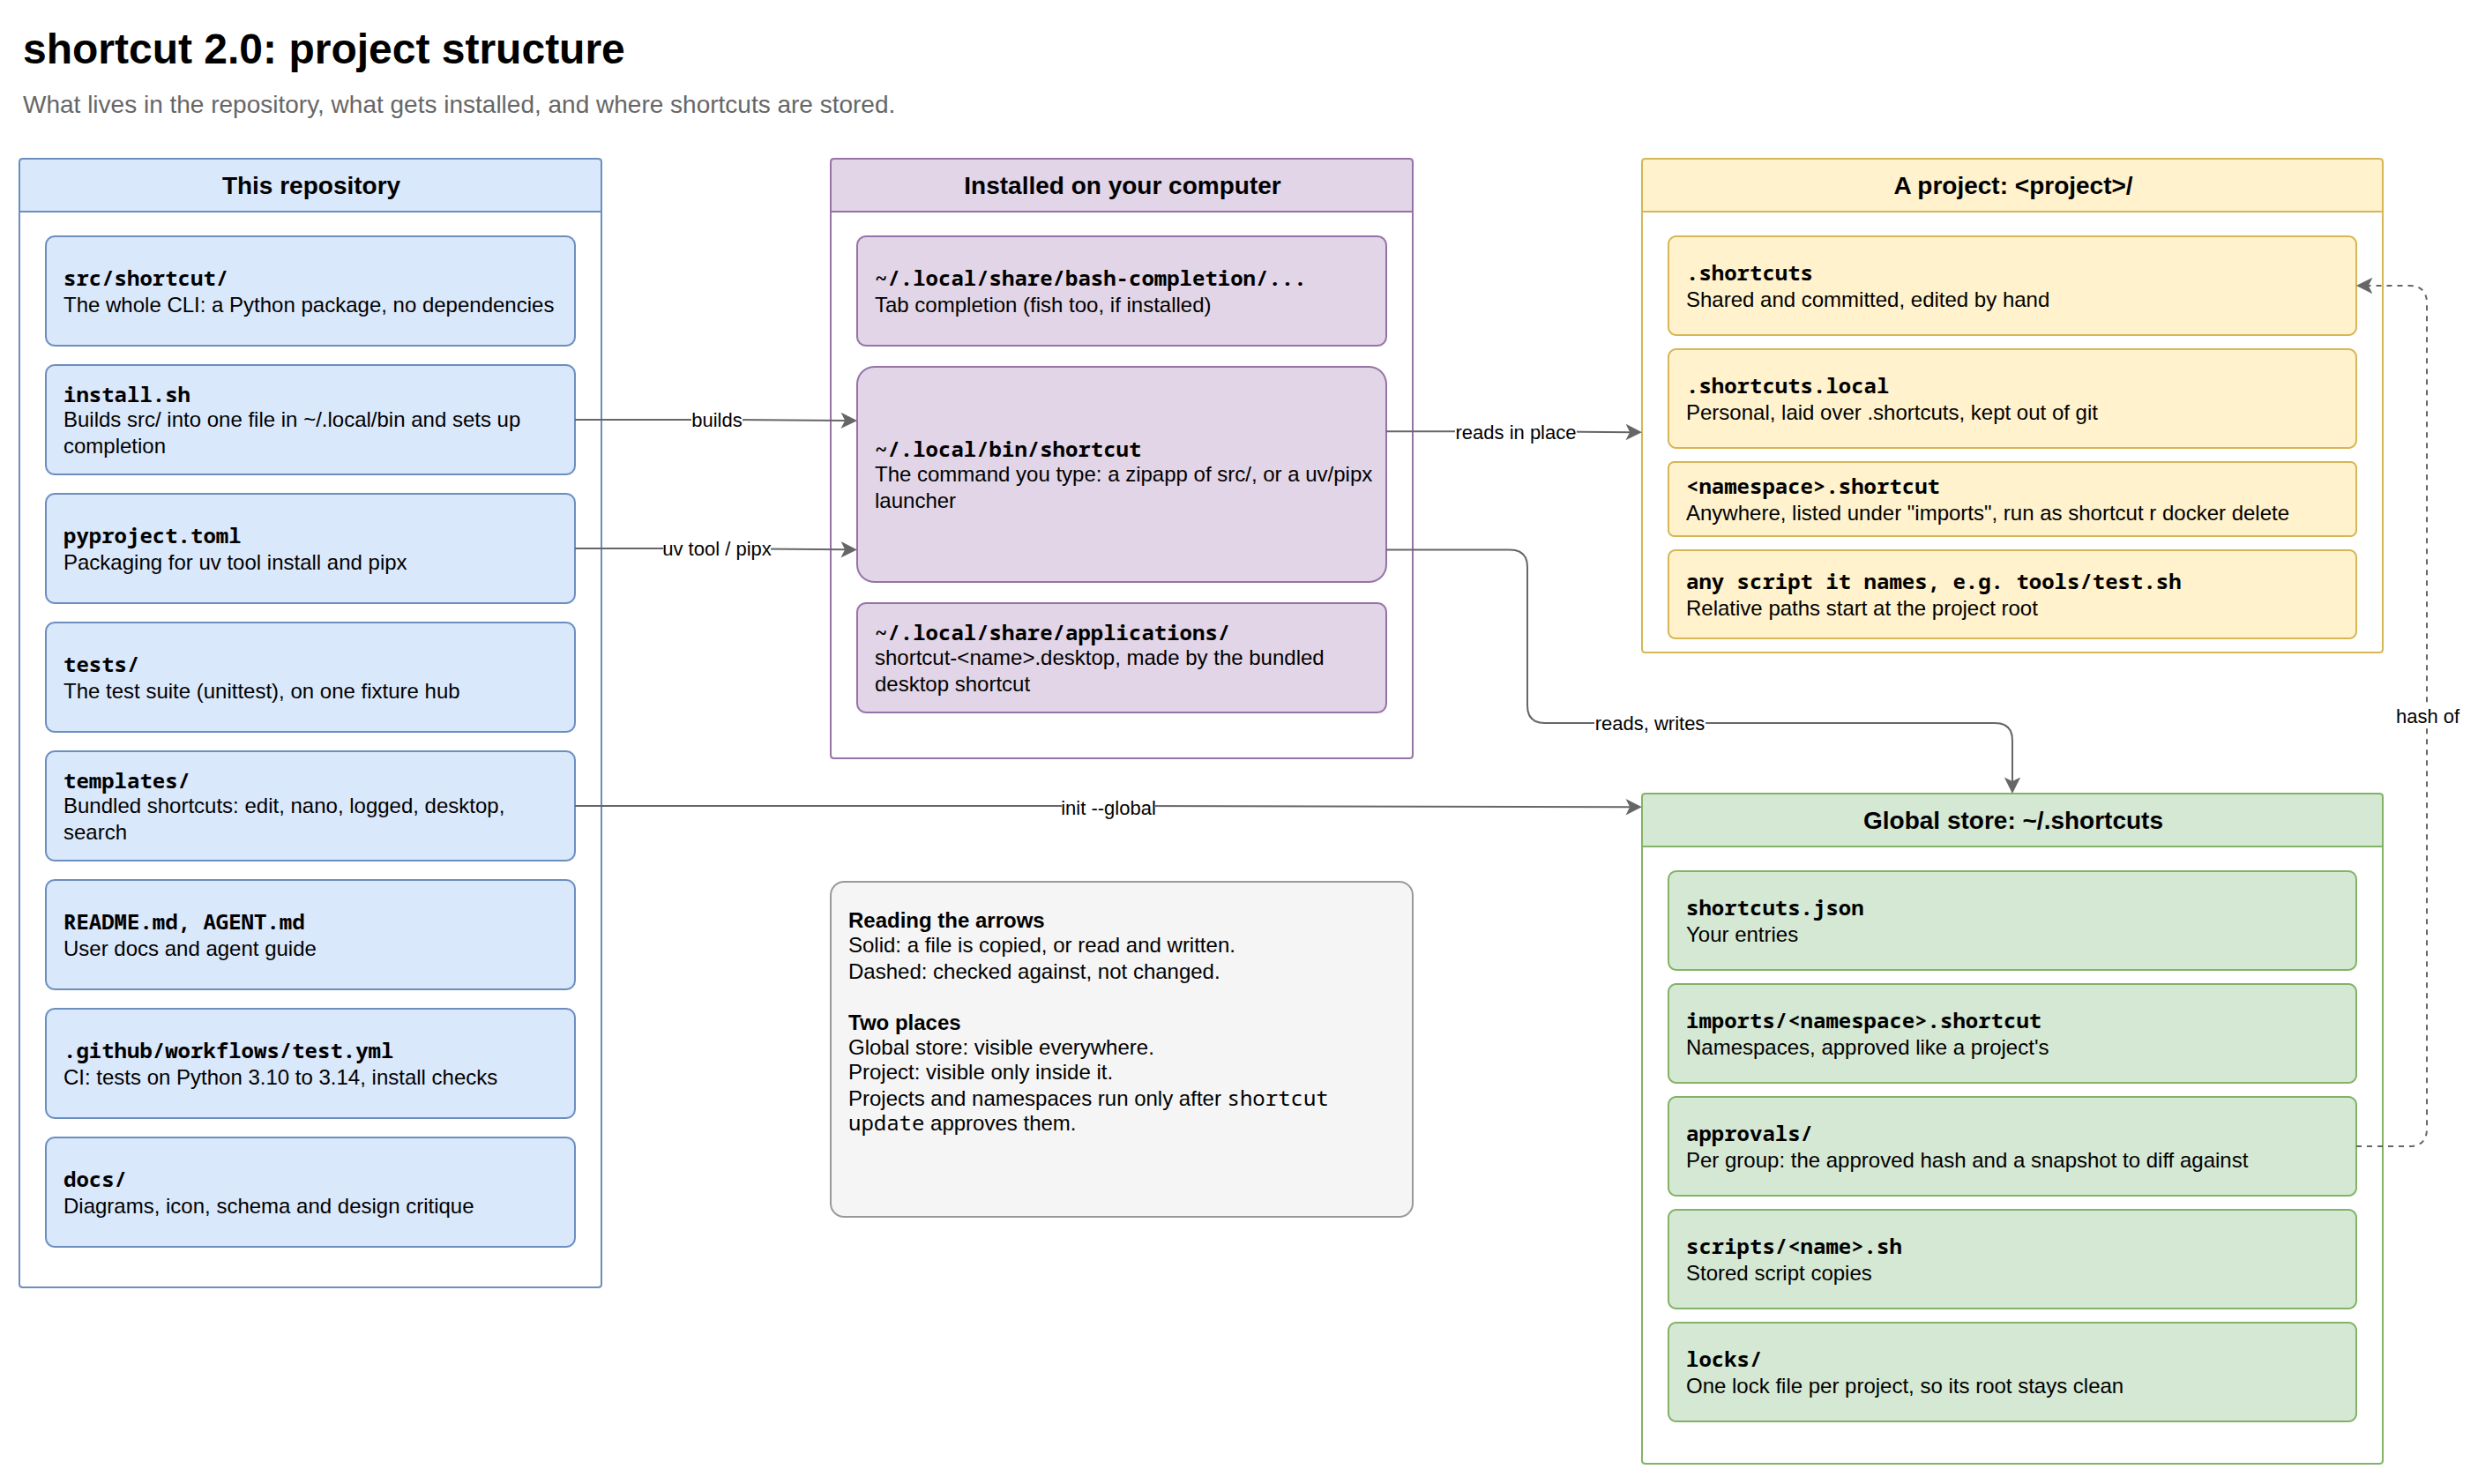 shortcut 2.0: project structure
What lives in the repository, what gets installed, and where shortcuts are stored.
This repository
src/shortcut/
The whole CLI: a Python package, no dependencies
install.sh
Builds src/ into one file in ~/.local/bin and sets up
completion
pyproject.toml
Packaging for uv tool install and pipx
tests/
The test suite (unittest), on one fixture hub
templates/
Bundled shortcuts: edit, nano, logged, desktop,
search
README.md, AGENT.md
User docs and agent guide
.github/workflows/test.yml
CI: tests on Python 3.10 to 3.14, install checks
docs/
Diagrams, icon, schema and design critique
builds
uv tool / pipx
init --global
Installed on your computer
~/.local/share/bash-completion/...
Tab completion (fish too, if installed)
~/.local/bin/shortcut
The command you type: a zipapp of src/, or a uv/pipx
launcher
~/.local/share/applications/
shortcut-<name>.desktop, made by the bundled
desktop shortcut
Reading the arrows
Solid: a file is copied, or read and written.
Dashed: checked against, not changed.
Two places
Global store: visible everywhere.
Project: visible only inside it.
Projects and namespaces run only after shortcut
update approves them.
reads in place
reads, writes
A project: <project>/
.shortcuts
Shared and committed, edited by hand
.shortcuts.local
Personal, laid over .shortcuts, kept out of git
<namespace>.shortcut
Anywhere, listed under "imports", run as shortcut r docker delete
any script it names, e.g. tools/test.sh
Relative paths start at the project root
hash of
Global store: ~/.shortcuts
shortcuts.json
Your entries
imports/<namespace>.shortcut
Namespaces, approved like a project's
approvals/
Per group: the approved hash and a snapshot to diff against
scripts/<name>.sh
Stored script copies
locks/
One lock file per project, so its root stays clean